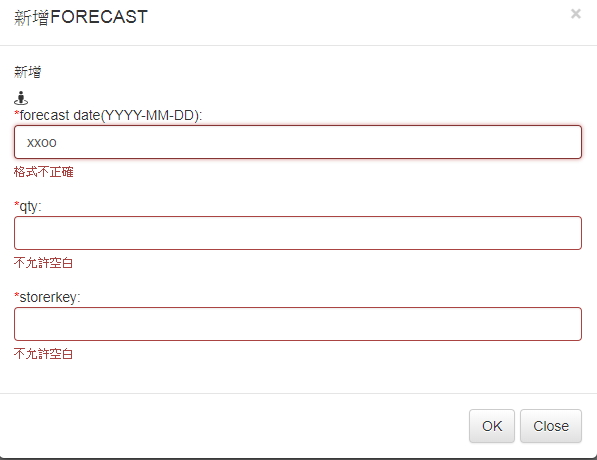 新增FORECAST
×
新增
*forecast date(YYYY-MM-DD):
xxoo
格式不正確
*qty:
不允許空白
*storerkey:
不允許空白
OK Close